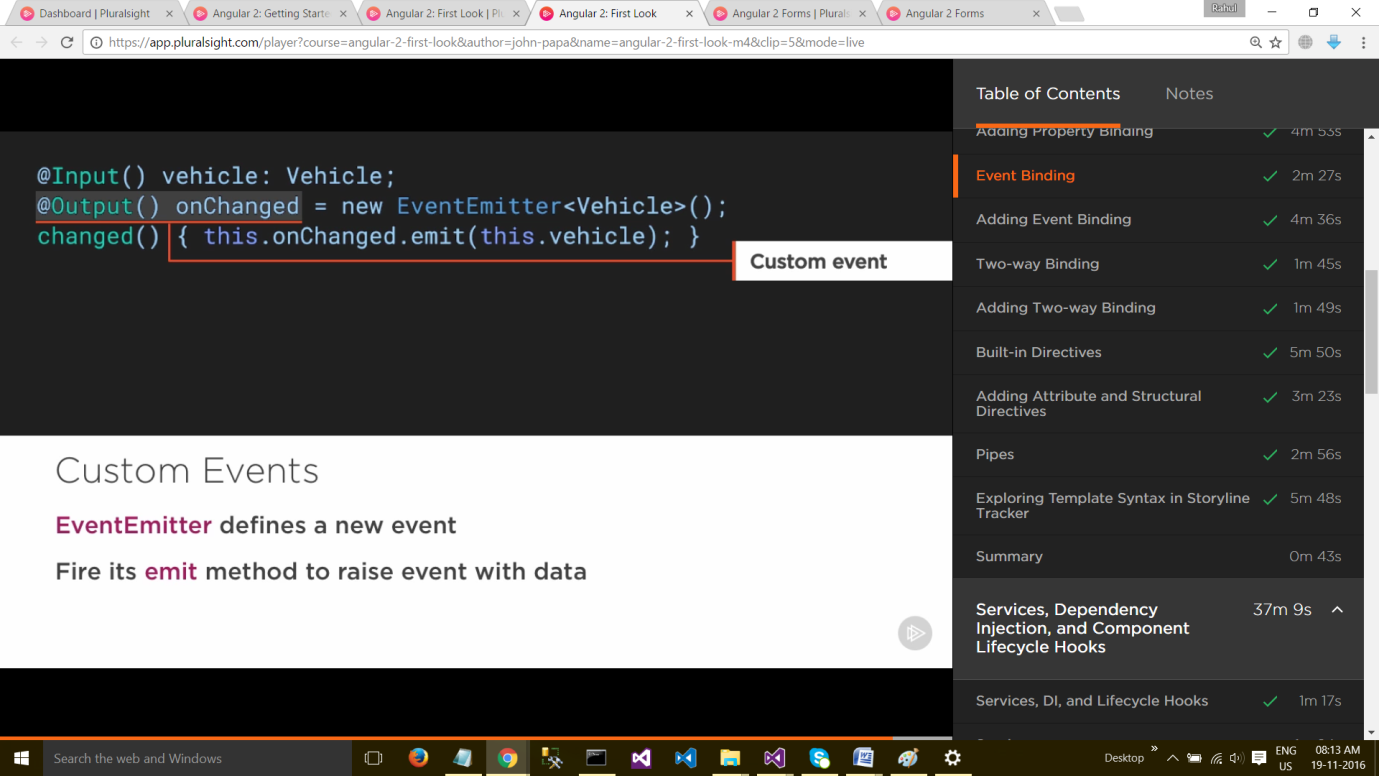 Dashboard | Pluralsight
Angular 2: Getting Starte
Angular 2: First Look | Pl
Angular 2: First Look
Angular 2 Forms | Plurals
Angular 2 Forms
Rahul
https://app.pluralsight.com/player?course=angular-2-first-look&author=john-papa&name=angular-2-first-look-m4&clip=5&mode=live
@Input() vehicle: Vehicle;
@Output() onChanged = new EventEmitter<Vehicle>();
changed() { this.onChanged.emit(this.vehicle); }
Custom event
Custom Events
EventEmitter defines a new event
Fire its emit method to raise event with data
Table of Contents
Notes
Adding Property Binding 4m 53s
Event Binding 2m 27s
Adding Event Binding 4m 36s
Two-way Binding 1m 45s
Adding Two-way Binding 1m 49s
Built-in Directives 5m 50s
Adding Attribute and Structural 3m 23s
Directives
Pipes 2m 56s
Exploring Template Syntax in Storyline 5m 48s
Tracker
Summary 0m 43s
Services, Dependency 37m 9s
Injection, and Component
Lifecycle Hooks
Services, DI, and Lifecycle Hooks 1m 17s
Search the web and Windows
Desktop
ENG
US
08:13 AM
19-11-2016